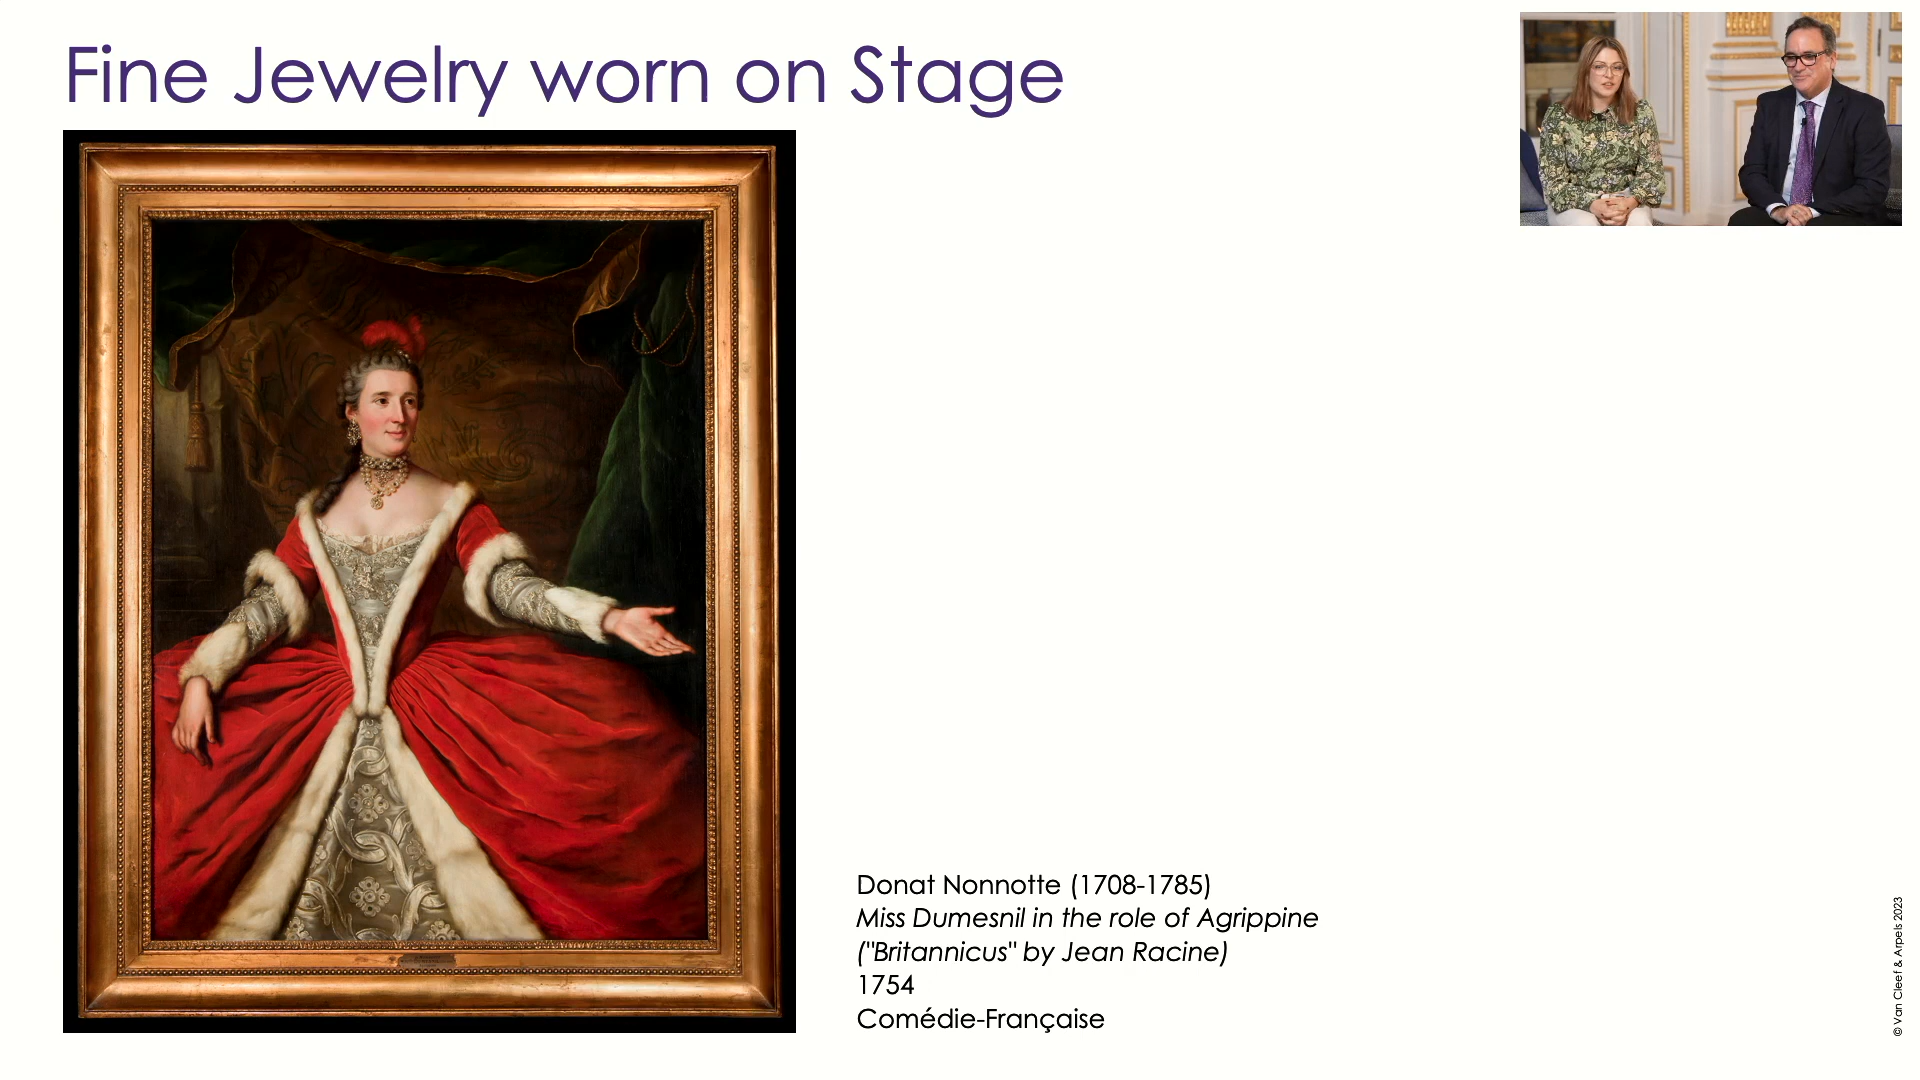 Fine Jewelry worn on Stage
Donat Nonnotte (1708-1785)
Miss Dumesnil in the role of Agrippine
("Britannicus" by Jean Racine)
1754
Comédie-Française
© Van Cleef & Arpels 2023